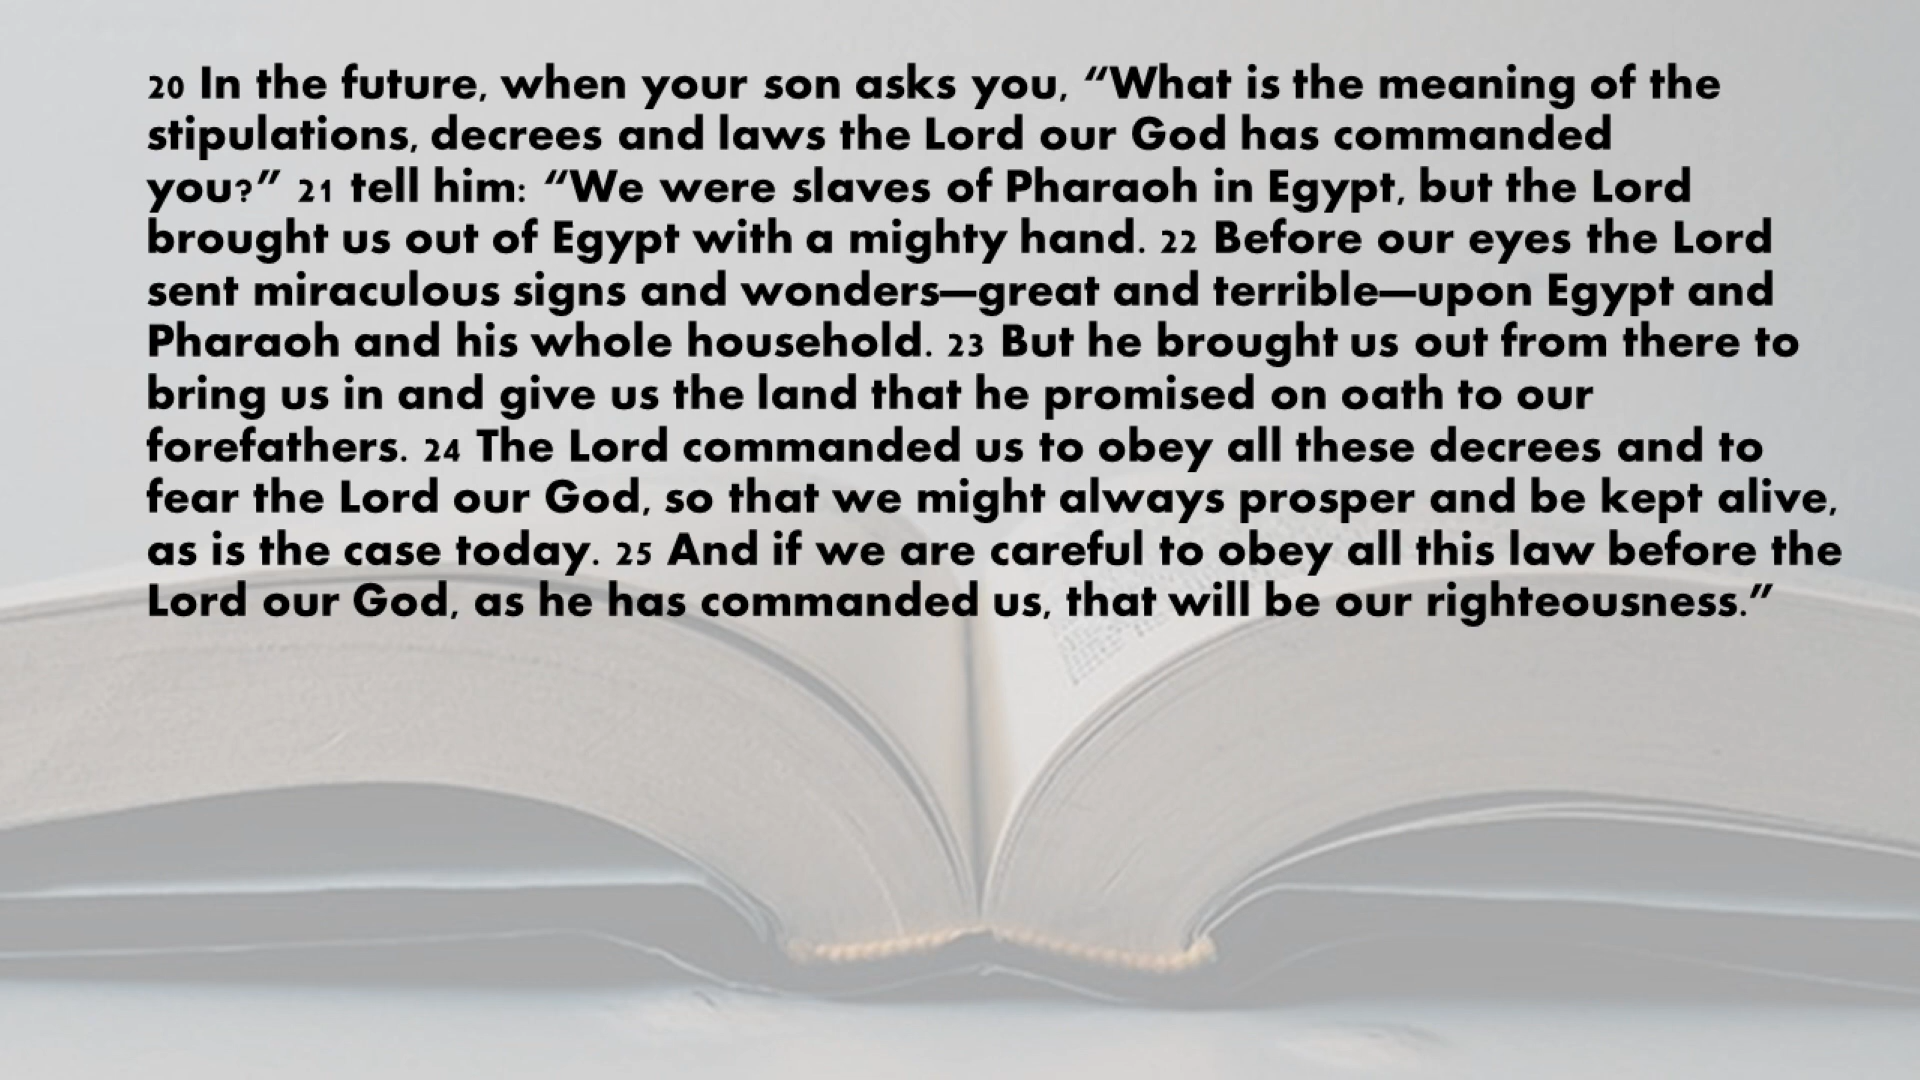 20 In the future, when your son asks you, “What is the meaning of the
stipulations, decrees and laws the Lord our God has commanded
you?” 21 tell him: “We were slaves of Pharaoh in Egypt, but the Lord
brought us out of Egypt with a mighty hand. 22 Before our eyes the Lord
sent miraculous signs and wonders—great and terrible—upon Egypt and
Pharaoh and his whole household. 23 But he brought us out from there to
bring us in and give us the land that he promised on oath to our
forefathers. 24 The Lord commanded us to obey all these decrees and to
fear the Lord our God, so that we might always prosper and be kept alive,
as is the case today. 25 And if we are careful to obey all this law before the
Lord our God, as he has commanded us, that will be our righteousness.”